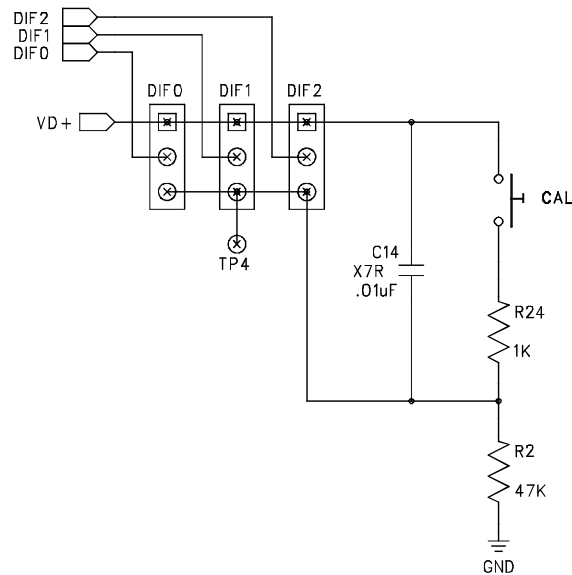 DIF2
DIF1
DIF0
DIF0 DIF1 DIF2
VD+
CAL
TP4
C14
X7R
.01uF
R24
1K
R2
47K
GND